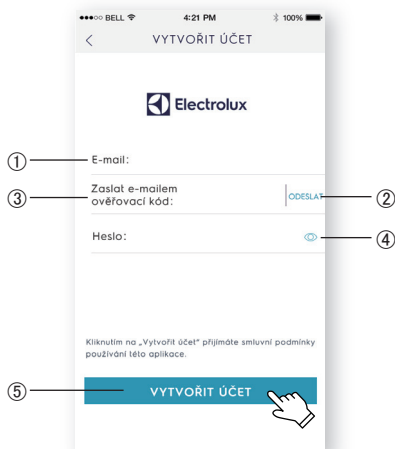 ●●●○○ BELL 4:21 PM 100%
< VYTVOŘIT ÚČET
Electrolux
① E-mail:
③ Zaslat e-mailem
ověřovací kód: ODESLAT ②
Heslo: ④
Kliknutím na „Vytvořit účet“ přijímáte smluvní podmínky
používání této aplikace.
⑤ VYTVOŘIT ÚČET